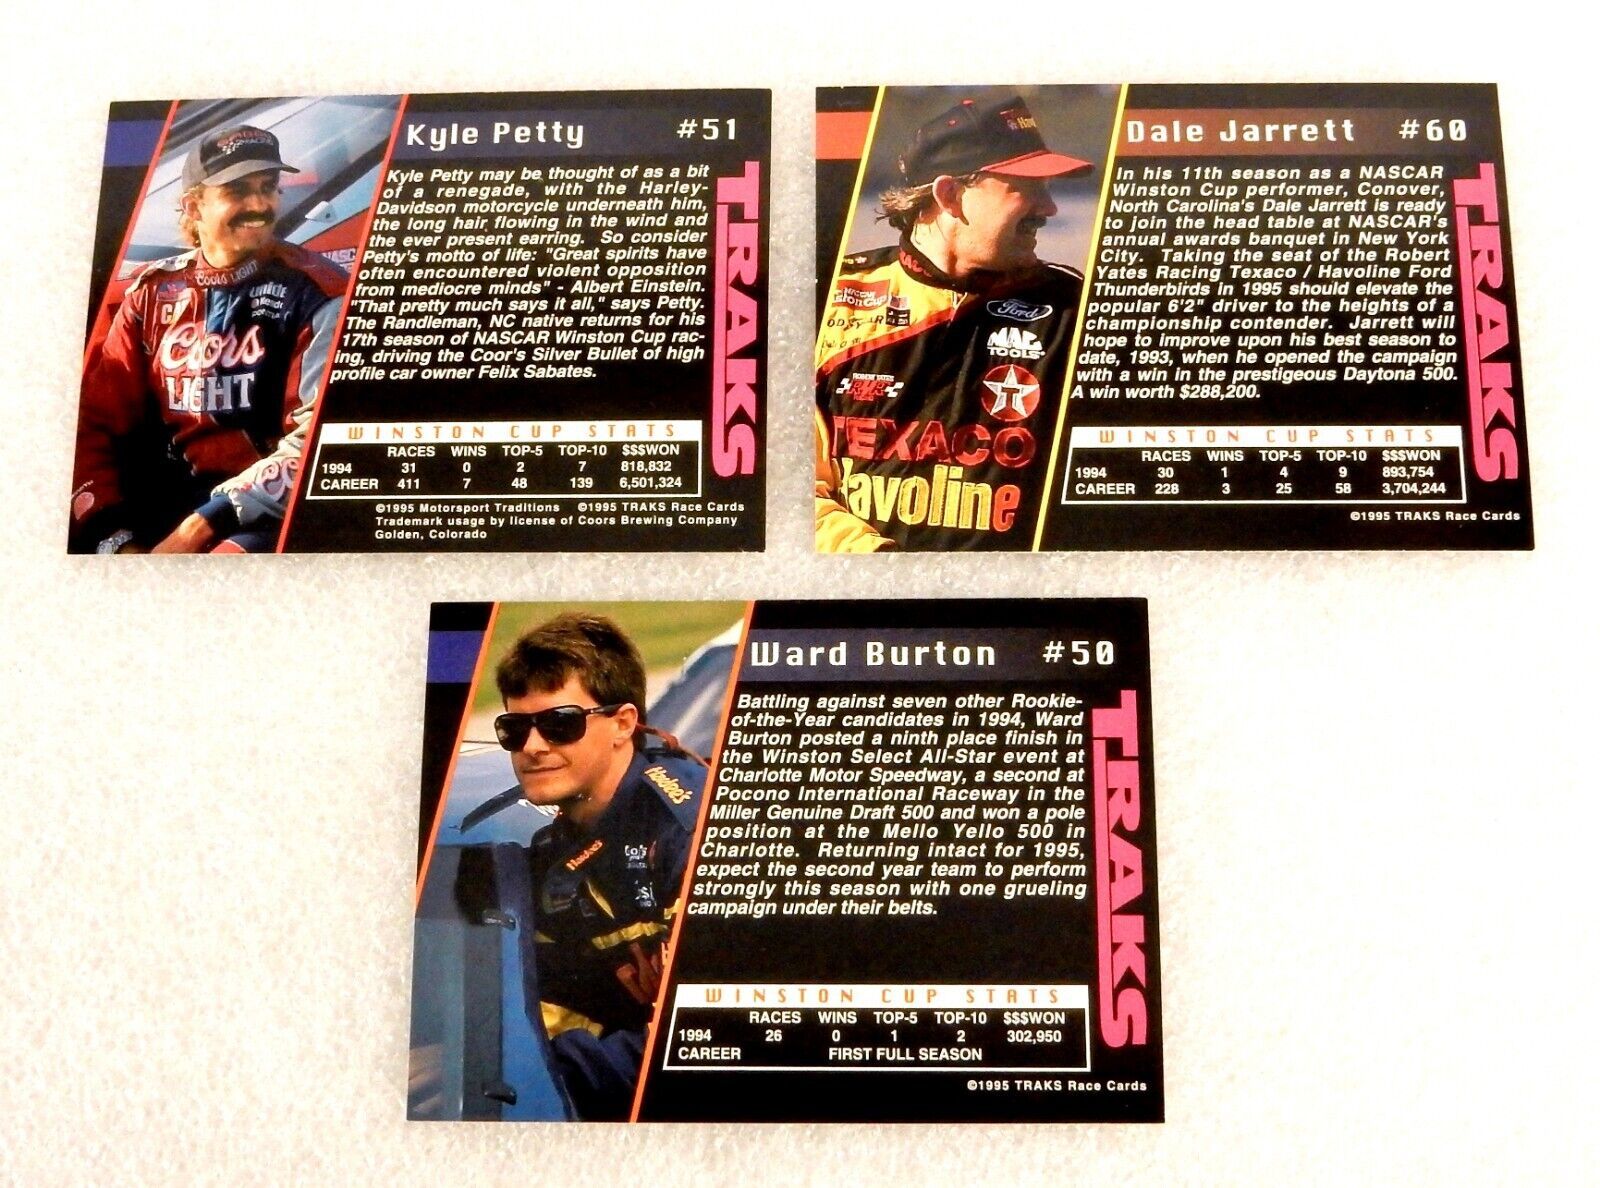 Kyle Petty #51
Kyle Petty may be thought of as a bit
of a renegade, with the Harley-
Davidson motorcycle underneath him,
the long hair flowing in the wind and
the ever present earring. So consider
Petty's motto of life: "Great spirits have
often encountered violent opposition
from mediocre minds" - Albert Einstein.
"That pretty much says it all," says Petty.
The Randleman, NC native returns for his
17th season of NASCAR Winston Cup rac-
ing, driving the Coor's Silver Bullet of high
profile car owner Felix Sabates.
WINSTON CUP STATS
RACES WINS TOP-5 TOP-10 $$$WON
1994 31 0 2 7 818,832
CAREER 411 7 48 139 6,501,324
©1995 Motorsport Traditions ©1995 TRAKS Race Cards
Trademark usage by license of Coors Brewing Company
Golden, Colorado
TRAKS
Coors LIGHT
Coors
LIGHT
Dale Jarrett #60
In his 11th season as a NASCAR
Winston Cup performer, Conover,
North Carolina's Dale Jarrett is ready
to join the head table at NASCAR's
annual awards banquet in New York
City. Taking the seat of the Robert
Yates Racing Texaco / Havoline Ford
Thunderbirds in 1995 should elevate the
popular 6'2" driver to the heights of a
championship contender. Jarrett will
hope to improve upon his best season to
date, 1993, when he opened the campaign
with a win in the prestigeous Daytona 500.
A win worth $288,200.
WINSTON CUP STATS
RACES WINS TOP-5 TOP-10 $$$WON
1994 30 1 4 9 893,754
CAREER 228 3 25 58 3,704,244
©1995 TRAKS Race Cards
TRAKS
Ford
MAC
TOOLS
T
TEXACO
Havoline
Ward Burton #50
Battling against seven other Rookie-
of-the-Year candidates in 1994, Ward
Burton posted a ninth place finish in
the Winston Select All-Star event at
Charlotte Motor Speedway, a second at
Pocono International Raceway in the
Miller Genuine Draft 500 and won a pole
position at the Mello Yello 500 in
Charlotte. Returning intact for 1995,
expect the second year team to perform
strongly this season with one grueling
campaign under their belts.
WINSTON CUP STATS
RACES WINS TOP-5 TOP-10 $$$WON
1994 26 0 1 2 302,950
CAREER FIRST FULL SEASON
©1995 TRAKS Race Cards
TRAKS
Hardee's
Hardee's